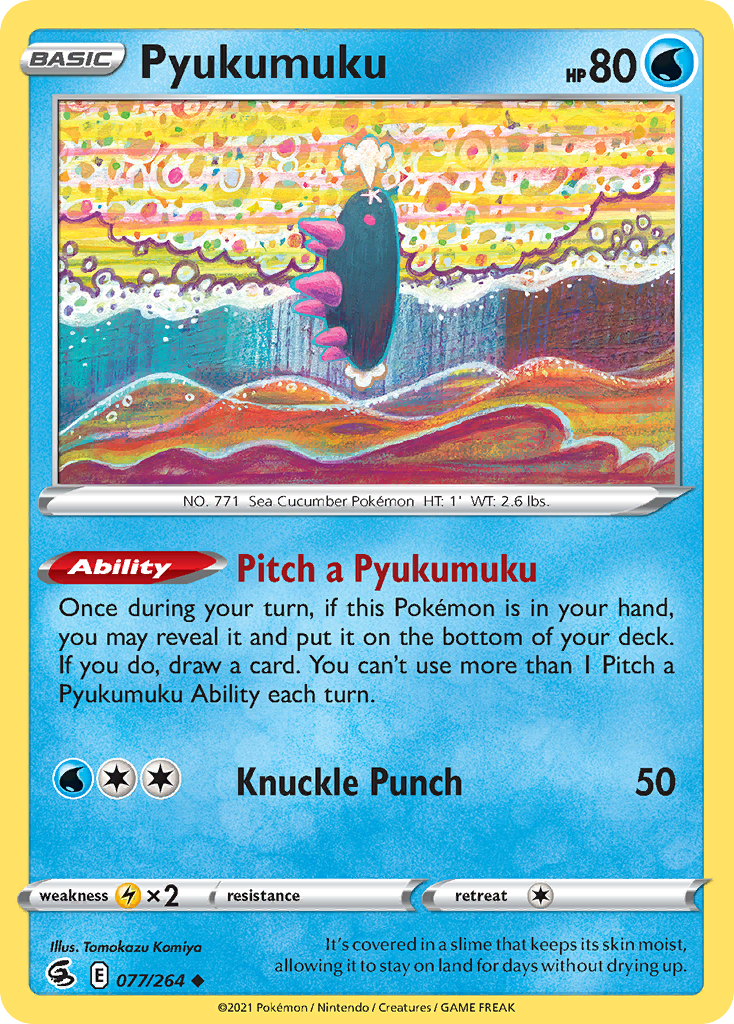 BASIC
Pyukumuku
HP 80
NO. 771 Sea Cucumber Pokémon HT: 1' WT: 2.6 lbs.
Ability Pitch a Pyukumuku
Once during your turn, if this Pokémon is in your hand,
you may reveal it and put it on the bottom of your deck.
If you do, draw a card. You can't use more than 1 Pitch a
Pyukumuku Ability each turn.
Knuckle Punch 50
weakness ×2 resistance retreat
Illus. Tomokazu Komiya
It's covered in a slime that keeps its skin moist,
allowing it to stay on land for days without drying up.
E 077/264
©2021 Pokémon / Nintendo / Creatures / GAME FREAK